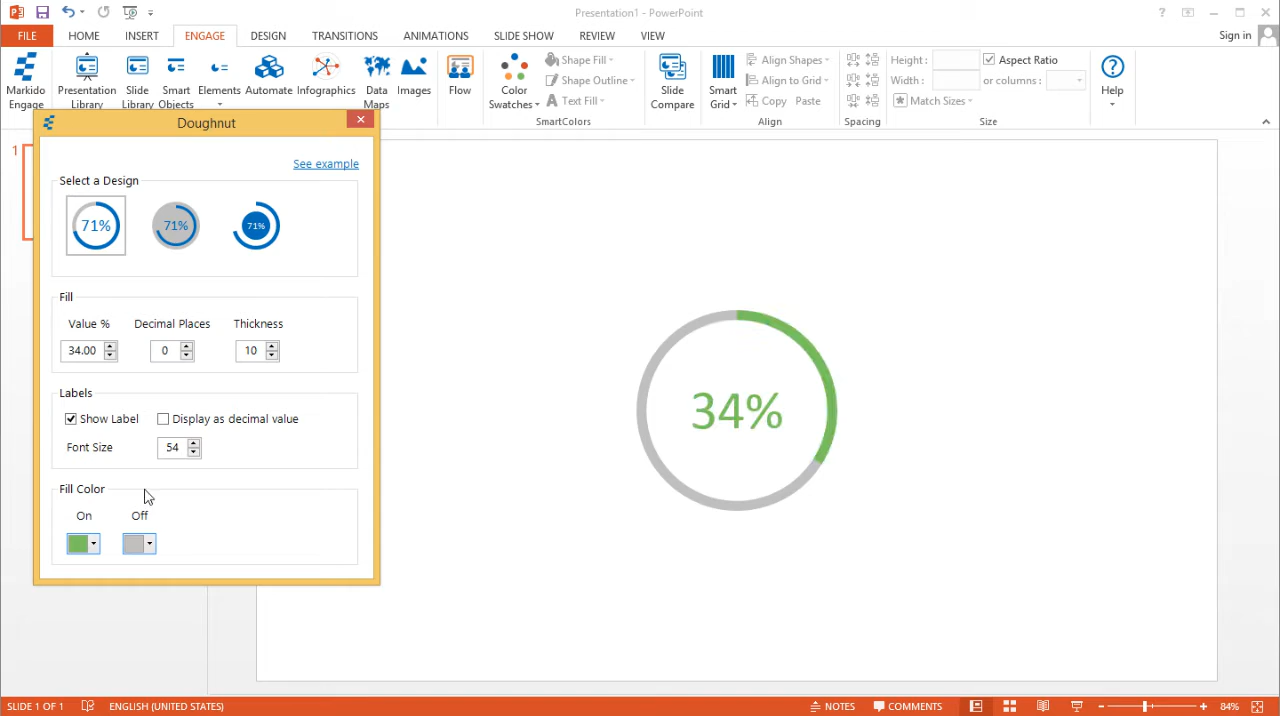 Presentation1 - PowerPoint
?
FILE HOME INSERT ENGAGE DESIGN TRANSITIONS ANIMATIONS SLIDE SHOW REVIEW VIEW Sign in
Markido Engage
Presentation Library
Slide Library
Smart Objects
Elements
Automate
Infographics
Data Maps
Images
Flow
Color Swatches
Shape Fill
Shape Outline
Text Fill
SmartColors
Slide Compare
Smart Grid
Align Shapes
Align to Grid
Copy Paste
Align
Spacing
Height:
Width:
Aspect Ratio
or columns:
Match Sizes
Size
? Help
1
Doughnut
See example
Select a Design
71% 71% 71%
Fill
Value % Decimal Places Thickness
34.00 0 10
Labels
Show Label Display as decimal value
Font Size 54
Fill Color
On Off
34%
SLIDE 1 OF 1 ENGLISH (UNITED STATES) NOTES COMMENTS 84%